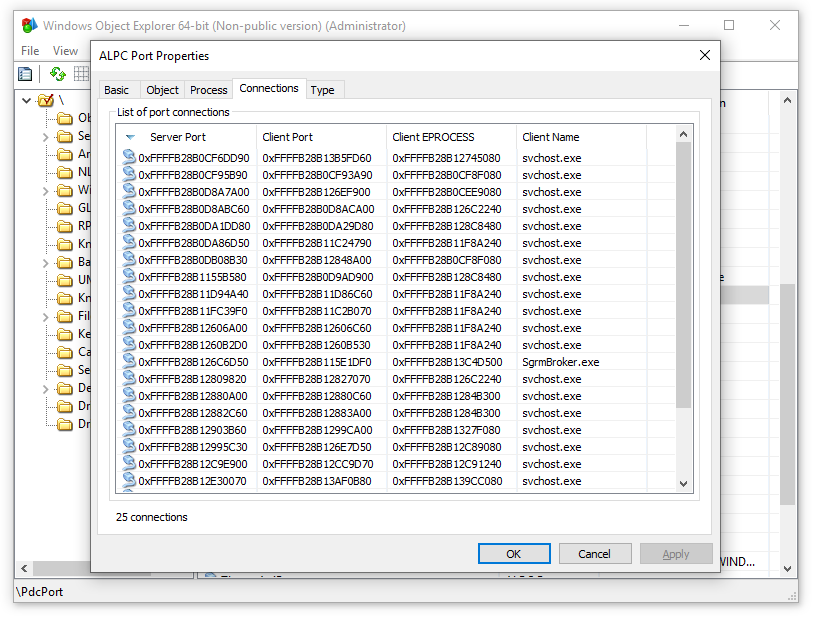 Windows Object Explorer 64-bit (Non-public version) (Administrator)
File View
ALPC Port Properties
Basic Object Process Connections Type
\
Ob
Se
Ar
NL
Wi
GL
RP
Kn
Ba
UM
Kn
Fil
Ke
Ca
Se
De
Dr
Dr
List of port connections
Server Port Client Port Client EPROCESS Client Name
0xFFFFB28B0CF6DD90 0xFFFFB28B13B5FD60 0xFFFFB28B12745080 svchost.exe
0xFFFFB28B0CF95B90 0xFFFFB28B0CF93A90 0xFFFFB28B0CF8F080 svchost.exe
0xFFFFB28B0D8A7A00 0xFFFFB28B126EF900 0xFFFFB28B0CEE9080 svchost.exe
0xFFFFB28B0D8ABC60 0xFFFFB28B0D8ACA00 0xFFFFB28B126C2240 svchost.exe
0xFFFFB28B0DA1DD80 0xFFFFB28B0DA29D80 0xFFFFB28B128C8480 svchost.exe
0xFFFFB28B0DA86D50 0xFFFFB28B11C24790 0xFFFFB28B11F8A240 svchost.exe
0xFFFFB28B0DB08B30 0xFFFFB28B12848A00 0xFFFFB28B0CF8F080 svchost.exe
0xFFFFB28B1155B580 0xFFFFB28B0D9AD900 0xFFFFB28B128C8480 svchost.exe
0xFFFFB28B11D94A40 0xFFFFB28B11D86C60 0xFFFFB28B11F8A240 svchost.exe
0xFFFFB28B11FC39F0 0xFFFFB28B11C2B070 0xFFFFB28B11F8A240 svchost.exe
0xFFFFB28B12606A00 0xFFFFB28B12606C60 0xFFFFB28B11F8A240 svchost.exe
0xFFFFB28B1260B2D0 0xFFFFB28B1260B530 0xFFFFB28B11F8A240 svchost.exe
0xFFFFB28B126C6D50 0xFFFFB28B115E1DF0 0xFFFFB28B13C4D500 SgrmBroker.exe
0xFFFFB28B12809820 0xFFFFB28B12827070 0xFFFFB28B126C2240 svchost.exe
0xFFFFB28B12880A00 0xFFFFB28B12880C60 0xFFFFB28B1284B300 svchost.exe
0xFFFFB28B12882C60 0xFFFFB28B12883A00 0xFFFFB28B1284B300 svchost.exe
0xFFFFB28B12903B60 0xFFFFB28B1299CA00 0xFFFFB28B1327F080 svchost.exe
0xFFFFB28B12995C30 0xFFFFB28B126E7D50 0xFFFFB28B12C89080 svchost.exe
0xFFFFB28B12C9E900 0xFFFFB28B12CC9D70 0xFFFFB28B12C91240 svchost.exe
0xFFFFB28B12E30070 0xFFFFB28B13AF0B80 0xFFFFB28B139CC080 svchost.exe
25 connections
OK Cancel Apply
WIND...
\PdcPort